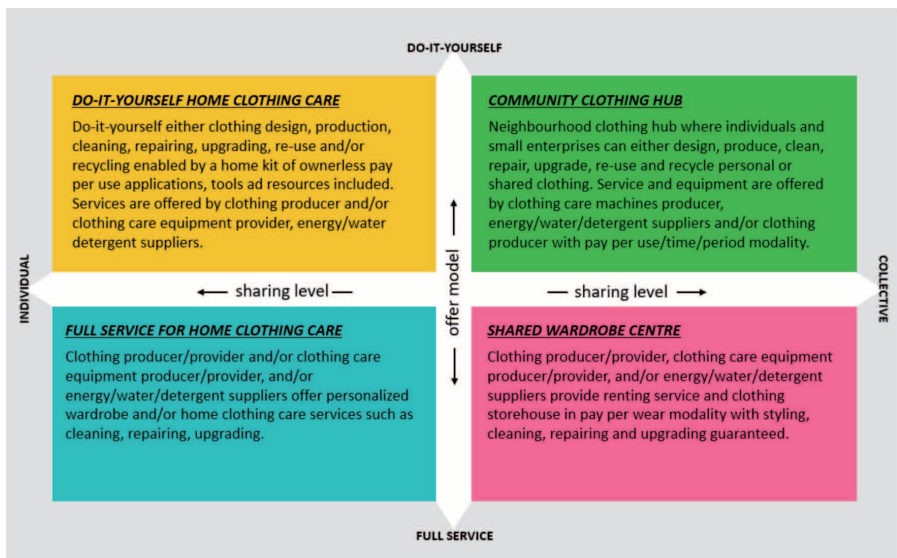 DO-IT-YOURSELF
DO-IT-YOURSELF HOME CLOTHING CARE
Do-it-yourself either clothing design, production,
cleaning, repairing, upgrading, re-use and/or
recycling enabled by a home kit of ownerless pay
per use applications, tools ad resources included.
Services are offered by clothing producer and/or
clothing care equipment provider, energy/water
detergent suppliers.
COMMUNITY CLOTHING HUB
Neighbourhood clothing hub where individuals and
small enterprises can either design, produce, clean,
repair, upgrade, re-use and recycle personal or
shared clothing. Service and equipment are offered
by clothing care machines producer,
energy/water/detergent suppliers and/or clothing
producer with pay per use/time/period modality.
INDIVIDUAL
sharing level
offer model
sharing level
COLLECTIVE
FULL SERVICE FOR HOME CLOTHING CARE
Clothing producer/provider and/or clothing care
equipment producer/provider, and/or
energy/water/detergent suppliers offer personalized
wardrobe and/or home clothing care services such as
cleaning, repairing, upgrading.
SHARED WARDROBE CENTRE
Clothing producer/provider, clothing care equipment
producer/provider, and/or energy/water/detergent
suppliers provide renting service and clothing
storehouse in pay per wear modality with styling,
cleaning, repairing and upgrading guaranteed.
FULL SERVICE